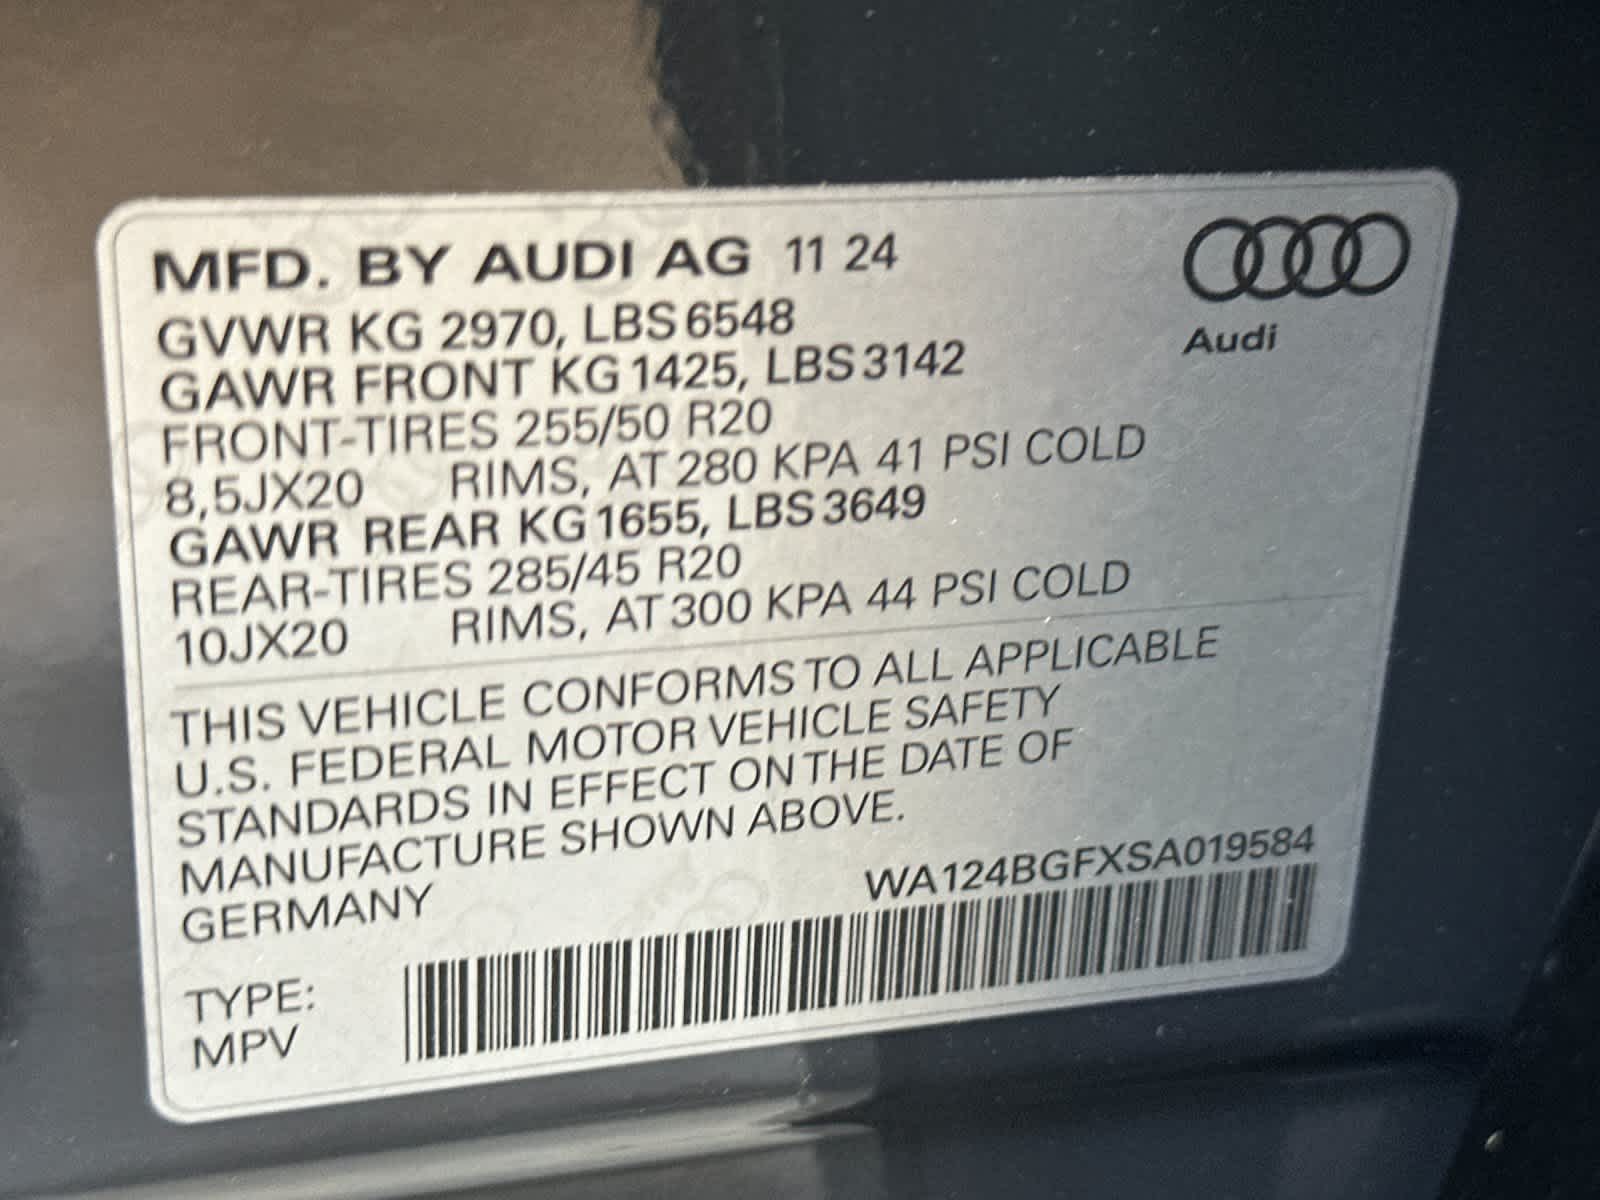 MFD. BY AUDI AG 11 24
GVWR KG 2970, LBS 6548
GAWR FRONT KG 1425, LBS 3142
FRONT-TIRES 255/50 R20
8,5JX20 RIMS, AT 280 KPA 41 PSI COLD
GAWR REAR KG 1655, LBS 3649
REAR-TIRES 285/45 R20
10JX20 RIMS, AT 300 KPA 44 PSI COLD
Audi
THIS VEHICLE CONFORMS TO ALL APPLICABLE
U.S. FEDERAL MOTOR VEHICLE SAFETY
STANDARDS IN EFFECT ON THE DATE OF
MANUFACTURE SHOWN ABOVE.
GERMANY
WA124BGFXSA019584
TYPE:
MPV